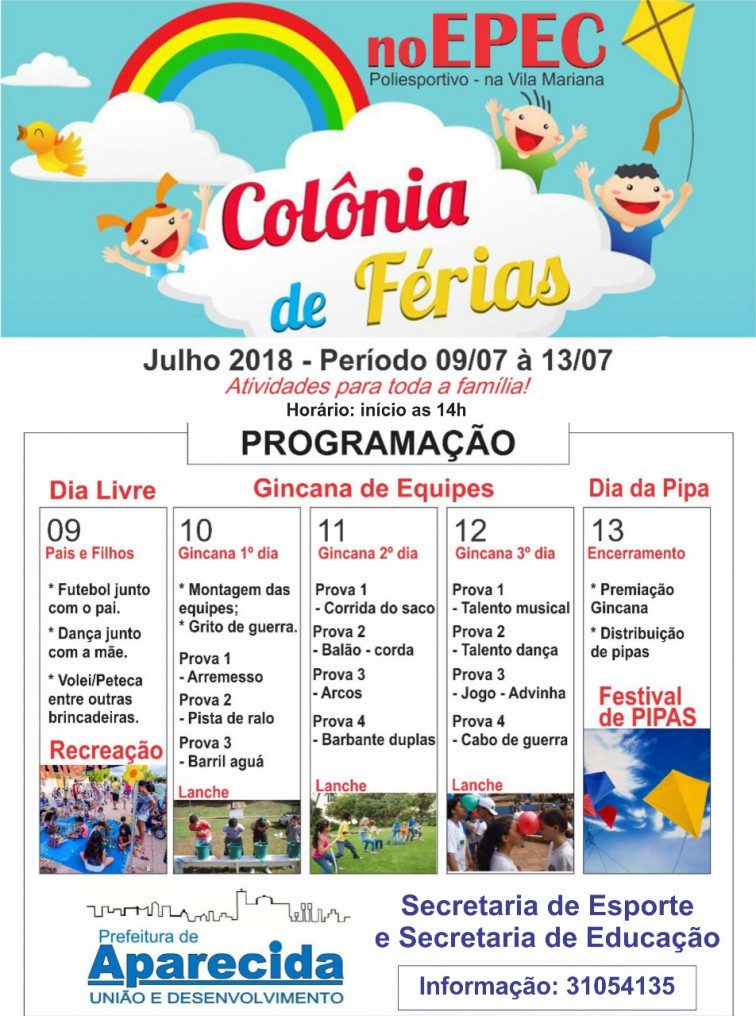 no EPEC
Poliesportivo - na Vila Mariana
Colônia
de Férias
Julho 2018 - Período 09/07 à 13/07
Atividades para toda a família!
Horário: início as 14h
PROGRAMAÇÃO
Dia Livre
09
Pais e Filhos
* Futebol junto
com o pai.
* Dança junto
com a mãe.
* Volei/Peteca
entre outras
brincadeiras.
Recreação
Gincana de Equipes
10
Gincana 1º dia
* Montagem das
equipes;
* Grito de guerra.
Prova 1
- Arremesso
Prova 2
- Pista de ralo
Prova 3
- Barril aguá
Lanche
11
Gincana 2º dia
Prova 1
- Corrida do saco
Prova 2
- Balão - corda
Prova 3
- Arcos
Prova 4
- Barbante duplas
Lanche
12
Gincana 3º dia
Prova 1
- Talento musical
Prova 2
- Talento dança
Prova 3
- Jogo - Advinha
Prova 4
- Cabo de guerra
Lanche
Dia da Pipa
13
Encerramento
* Premiação
Gincana
* Distribuição
de pipas
Festival
de PIPAS
Prefeitura de
Aparecida
UNIÃO E DESENVOLVIMENTO
Secretaria de Esporte
e Secretaria de Educação
Informação: 31054135